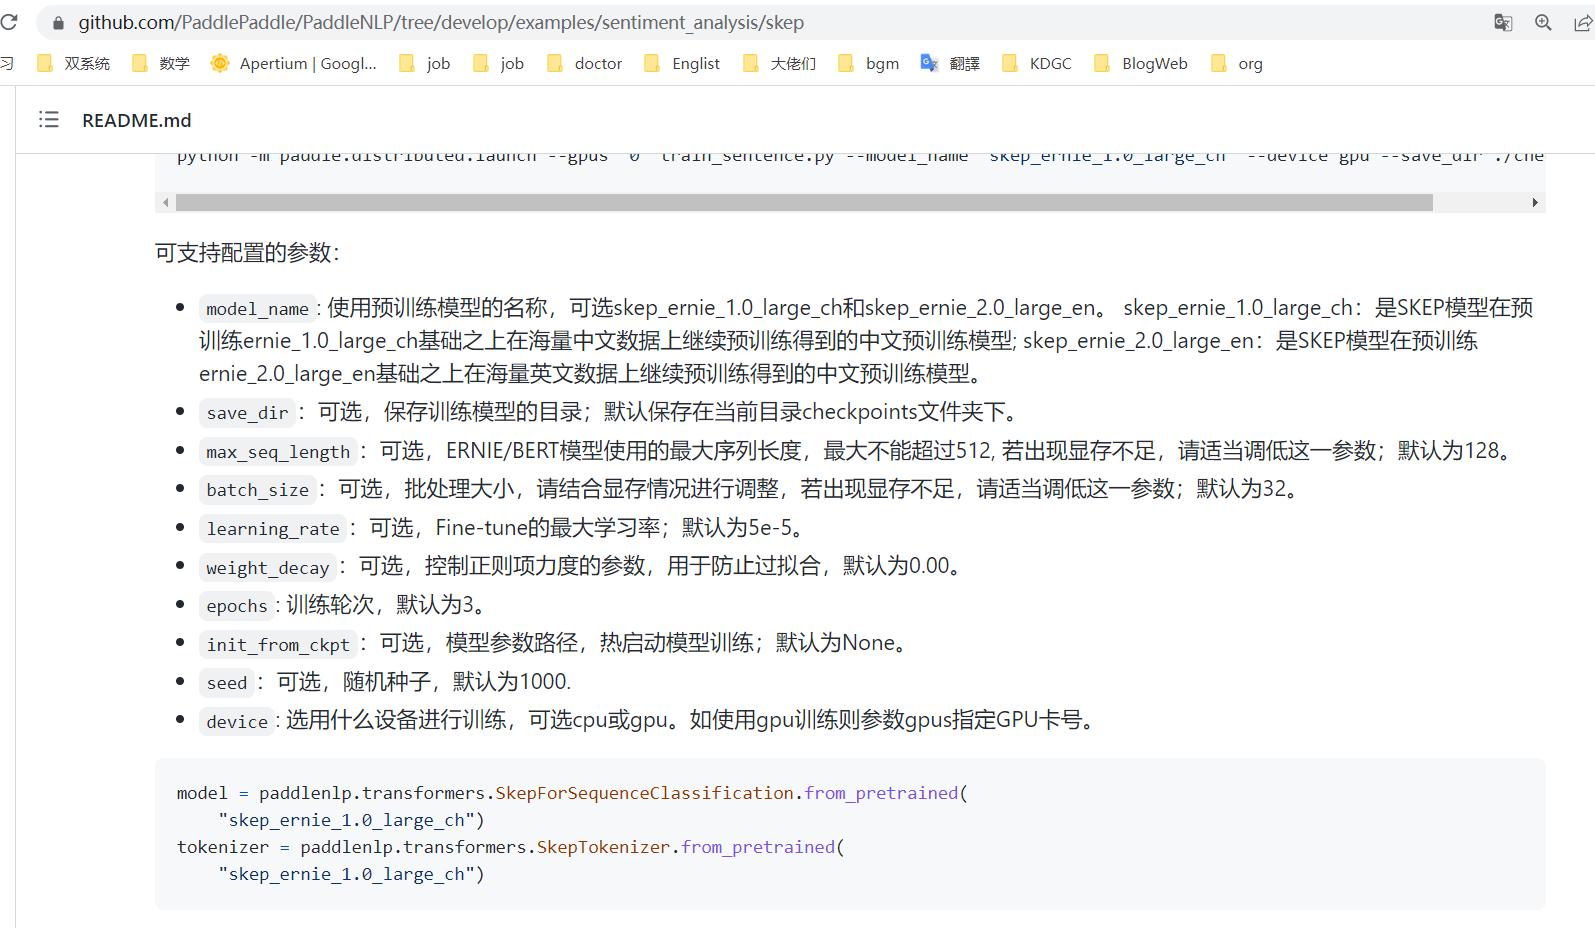 github.com/PaddlePaddle/PaddleNLP/tree/develop/examples/sentiment_analysis/skep
习 双系统 数学 Apertium | Googl... job job doctor Englist 大佬们 bgm 翻譯 KDGC BlogWeb org
README.md
python -m paddle.distributed.launch --gpus "0" train_sentence.py --model_name "skep_ernie_1.0_large_ch" --device gpu --save_dir ./che
可支持配置的参数：
model_name: 使用预训练模型的名称，可选skep_ernie_1.0_large_ch和skep_ernie_2.0_large_en。 skep_ernie_1.0_large_ch：是SKEP模型在预
训练ernie_1.0_large_ch基础之上在海量中文数据上继续预训练得到的中文预训练模型; skep_ernie_2.0_large_en：是SKEP模型在预训练
ernie_2.0_large_en基础之上在海量英文数据上继续预训练得到的中文预训练模型。
save_dir：可选，保存训练模型的目录；默认保存在当前目录checkpoints文件夹下。
max_seq_length：可选，ERNIE/BERT模型使用的最大序列长度，最大不能超过512, 若出现显存不足，请适当调低这一参数；默认为128。
batch_size：可选，批处理大小，请结合显存情况进行调整，若出现显存不足，请适当调低这一参数；默认为32。
learning_rate：可选，Fine-tune的最大学习率；默认为5e-5。
weight_decay：可选，控制正则项力度的参数，用于防止过拟合，默认为0.00。
epochs: 训练轮次，默认为3。
init_from_ckpt：可选，模型参数路径，热启动模型训练；默认为None。
seed：可选，随机种子，默认为1000.
device: 选用什么设备进行训练，可选cpu或gpu。如使用gpu训练则参数gpus指定GPU卡号。
model = paddlenlp.transformers.SkepForSequenceClassification.from_pretrained(
"skep_ernie_1.0_large_ch")
tokenizer = paddlenlp.transformers.SkepTokenizer.from_pretrained(
"skep_ernie_1.0_large_ch")